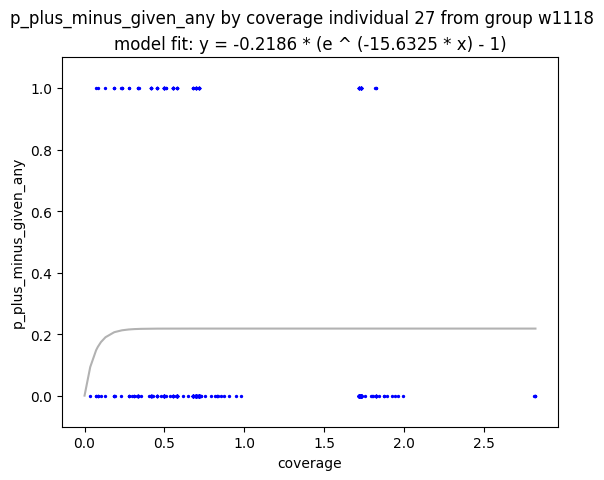 p_plus_minus_given_any by coverage individual 27 from group w1118
model fit: y = -0.2186 * (e ^ (-15.6325 * x) - 1)
1.0
0.8
0.6
0.4
0.2
0.0
p_plus_minus_given_any
0.0 0.5 1.0 1.5 2.0 2.5
coverage